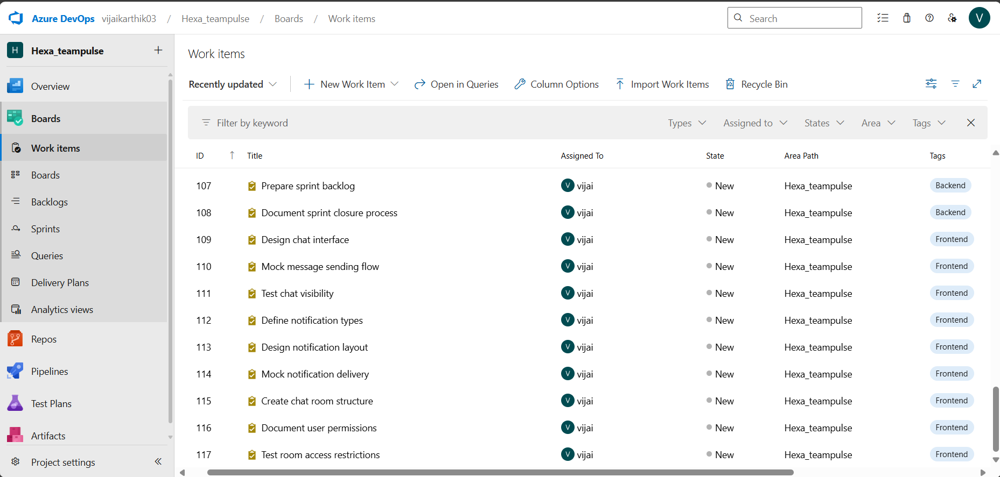 Azure DevOps vijaikarthik03 / Hexa_teampulse / Boards / Work items Search V
H Hexa_teampulse
Overview
Boards
Work items
Boards
Backlogs
Sprints
Queries
Delivery Plans
Analytics views
Repos
Pipelines
Test Plans
Artifacts
Project settings
Work items
Recently updated New Work Item Open in Queries Column Options Import Work Items Recycle Bin
Filter by keyword Types Assigned to States Area Tags
ID Title Assigned To State Area Path Tags
107 Prepare sprint backlog V vijai New Hexa_teampulse Backend
108 Document sprint closure process V vijai New Hexa_teampulse Backend
109 Design chat interface V vijai New Hexa_teampulse Frontend
110 Mock message sending flow V vijai New Hexa_teampulse Frontend
111 Test chat visibility V vijai New Hexa_teampulse Frontend
112 Define notification types V vijai New Hexa_teampulse Frontend
113 Design notification layout V vijai New Hexa_teampulse Frontend
114 Mock notification delivery V vijai New Hexa_teampulse Frontend
115 Create chat room structure V vijai New Hexa_teampulse Frontend
116 Document user permissions V vijai New Hexa_teampulse Frontend
117 Test room access restrictions V vijai New Hexa_teampulse Frontend